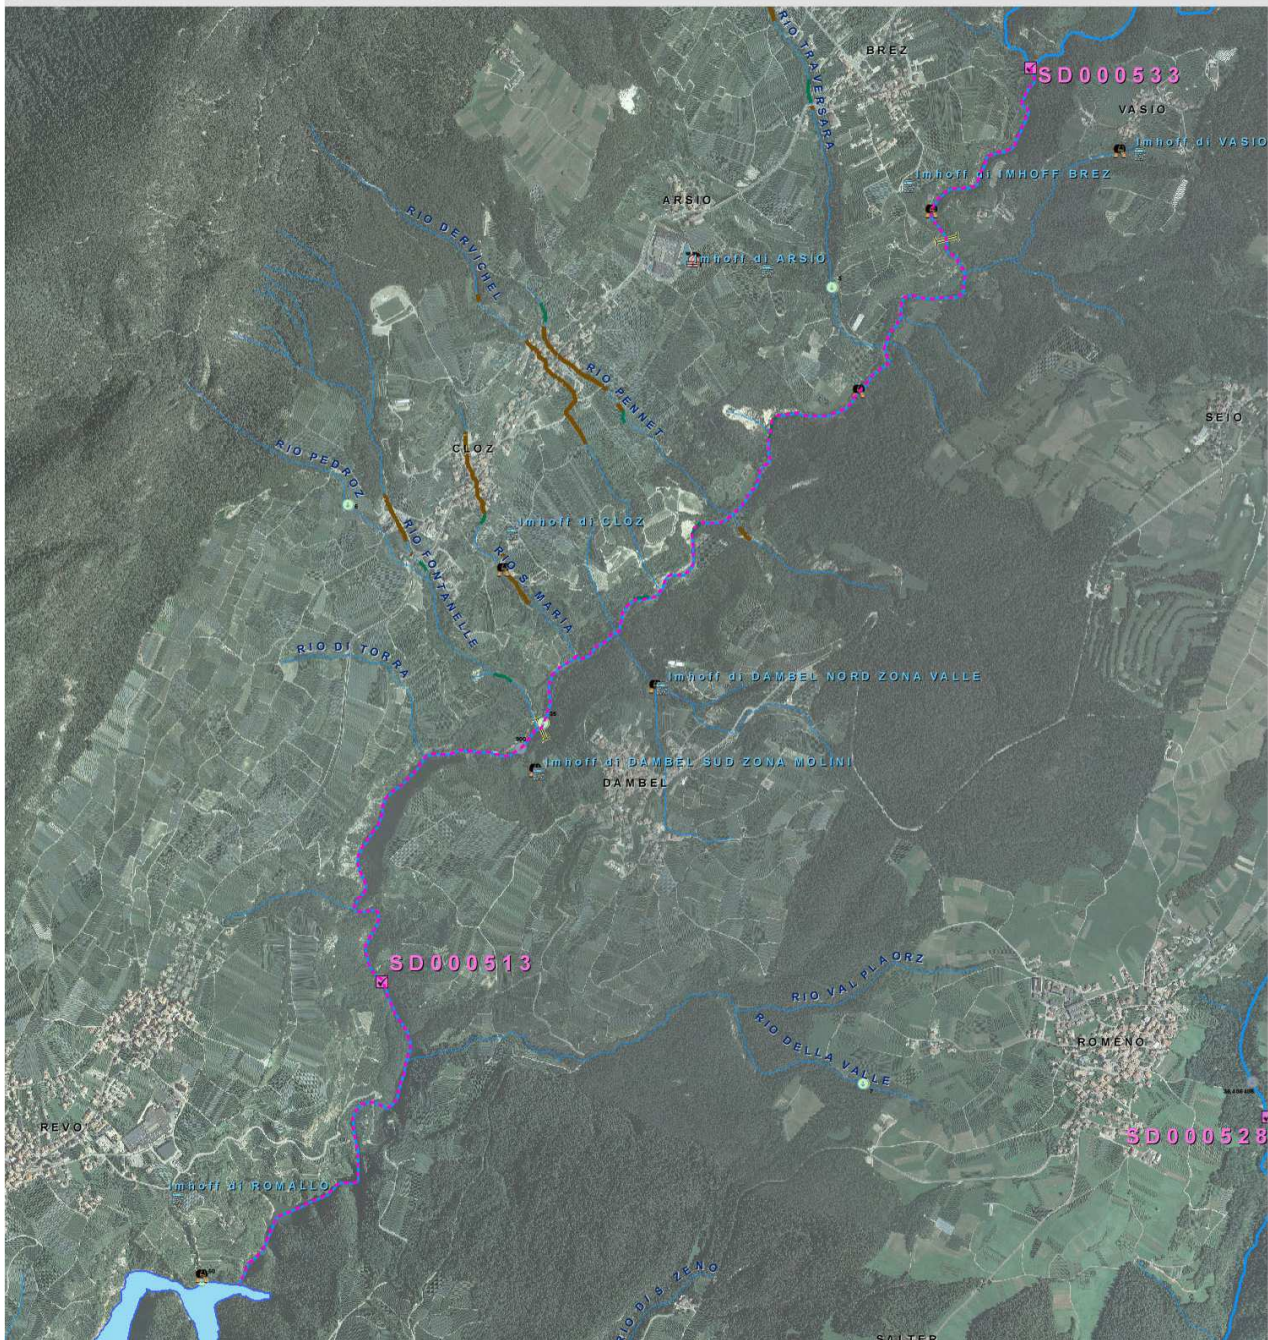 RIO TRAVERSARA
BREZ
SD000533
VASIO
Imhoff di VASIO
Imhoff di IMHOFF BREZ
ARSIO
RIO DERVICHEL
Imhoff di ARSIO
RIO PENNET
SEIO
CLOZ
RIO PEDROZ
Imhoff di CLOZ
RIO FONTANELLE
RIO S. MARIA
RIO DI TORRA
Imhoff di DAMBEL NORD ZONA VALLE
Imhoff di DAMBEL SUD ZONA MOLINI
DAMBEL
SD000513
RIO VAL PLAORZ
RIO DELLA VALLE
ROMENO
REVO'
SD000528
Imhoff di ROMALLO
RIO DI S. ZENO
SALTER